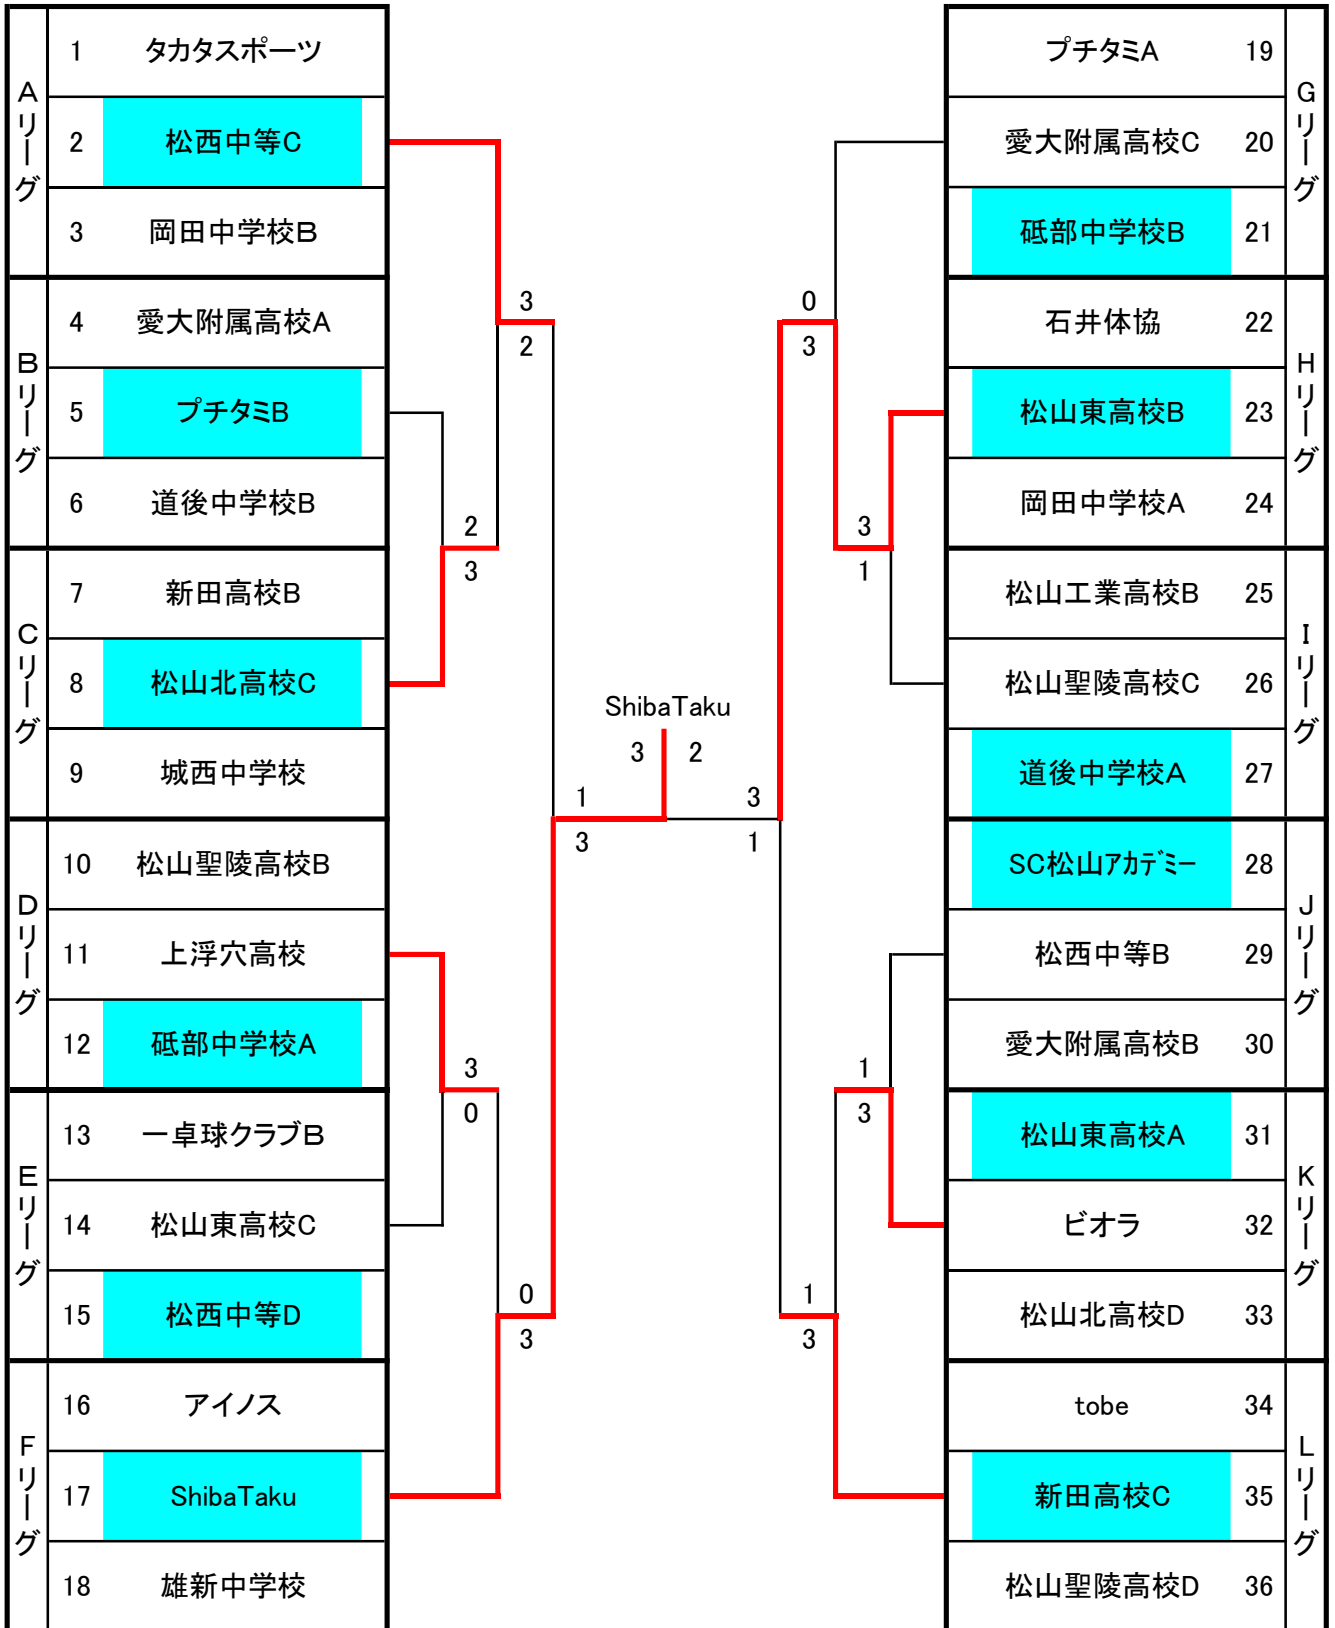 Aリーグ
1 タカタスポーツ
2 松西中等C
3 岡田中学校B
Bリーグ
4 愛大附属高校A
5 プチタミB
6 道後中学校B
Cリーグ
7 新田高校B
8 松山北高校C
9 城西中学校
Dリーグ
10 松山聖陵高校B
11 上浮穴高校
12 砥部中学校A
Eリーグ
13 一卓球クラブB
14 松山東高校C
15 松西中等D
Fリーグ
16 アイノス
17 ShibaTaku
18 雄新中学校
3
2
2
3
3
0
0
3
1
3
ShibaTaku
3 2
3
1
0
3
3
1
1
3
1
3
プチタミA 19
愛大附属高校C 20
砥部中学校B 21
Gリーグ
石井体協 22
松山東高校B 23
岡田中学校A 24
Hリーグ
松山工業高校B 25
松山聖陵高校C 26
道後中学校A 27
Iリーグ
SC松山アカデミー 28
松西中等B 29
愛大附属高校B 30
Jリーグ
松山東高校A 31
ビオラ 32
松山北高校D 33
Kリーグ
tobe 34
新田高校C 35
松山聖陵高校D 36
Lリーグ